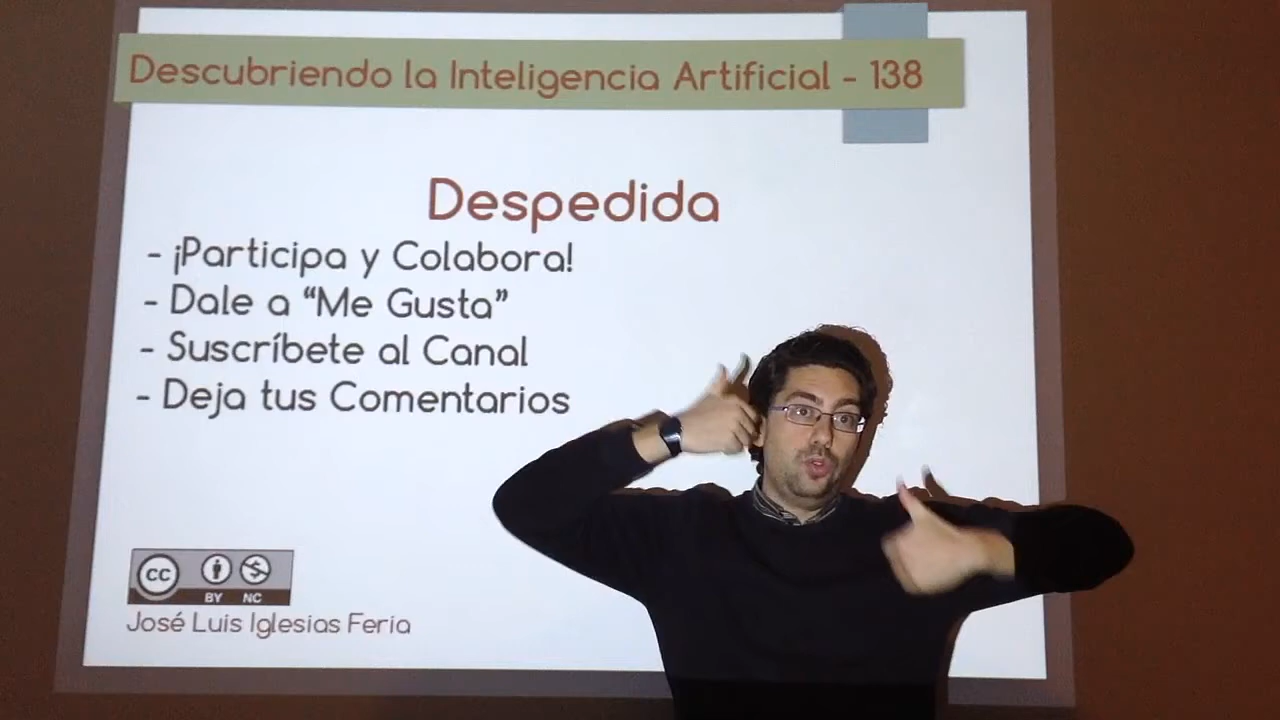 Descubriendo la Inteligencia Artificial - 138
Despedida
- ¡Participa y Colabora!
- Dale a “Me Gusta”
- Suscríbete al Canal
- Deja tus Comentarios
CC BY NC
José Luis Iglesias Feria